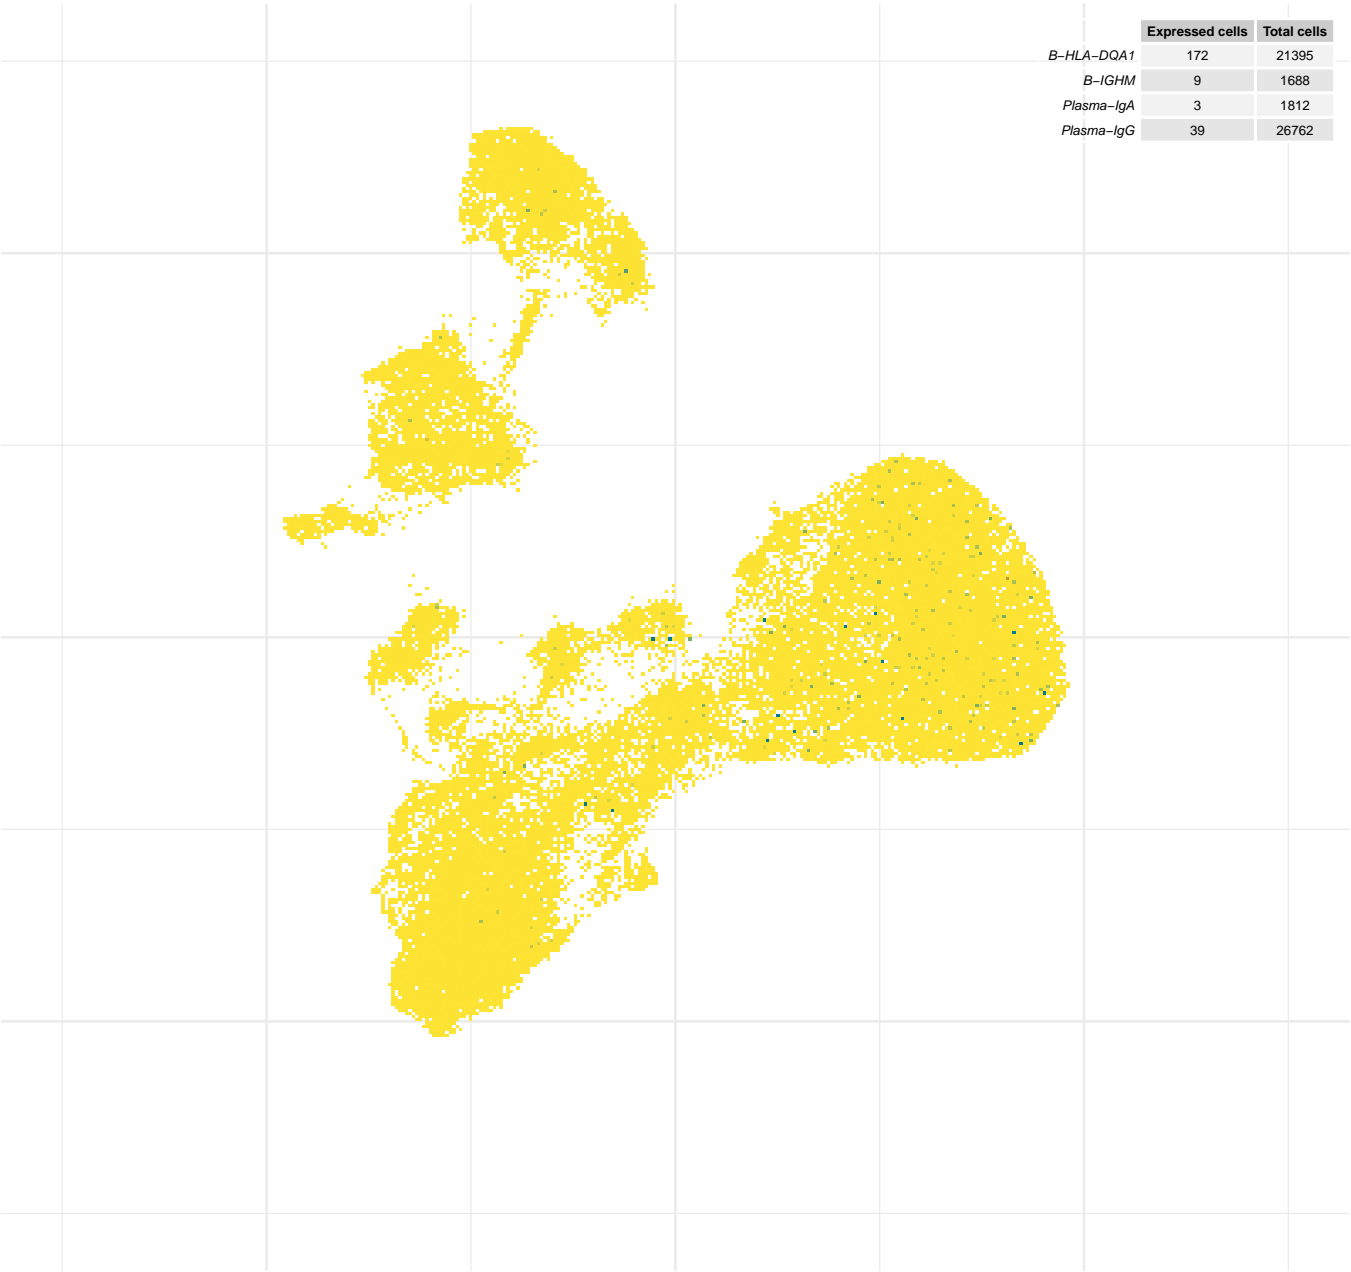 Expressed cells Total cells
B−HLA−DQA1 172 21395
B−IGHM 9 1688
Plasma−IgA 3 1812
Plasma−IgG 39 26762